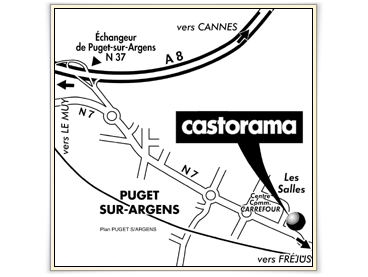 vers CANNES
Échangeur
de Puget-sur-Argens
N 37
A 8
vers LE MUY
N 7
castorama
N 7
Les
Salles
Centre
Comm.
CARREFOUR
PUGET
SUR-ARGENS
Plan PUGET S/ARGENS
vers FRÉJUS